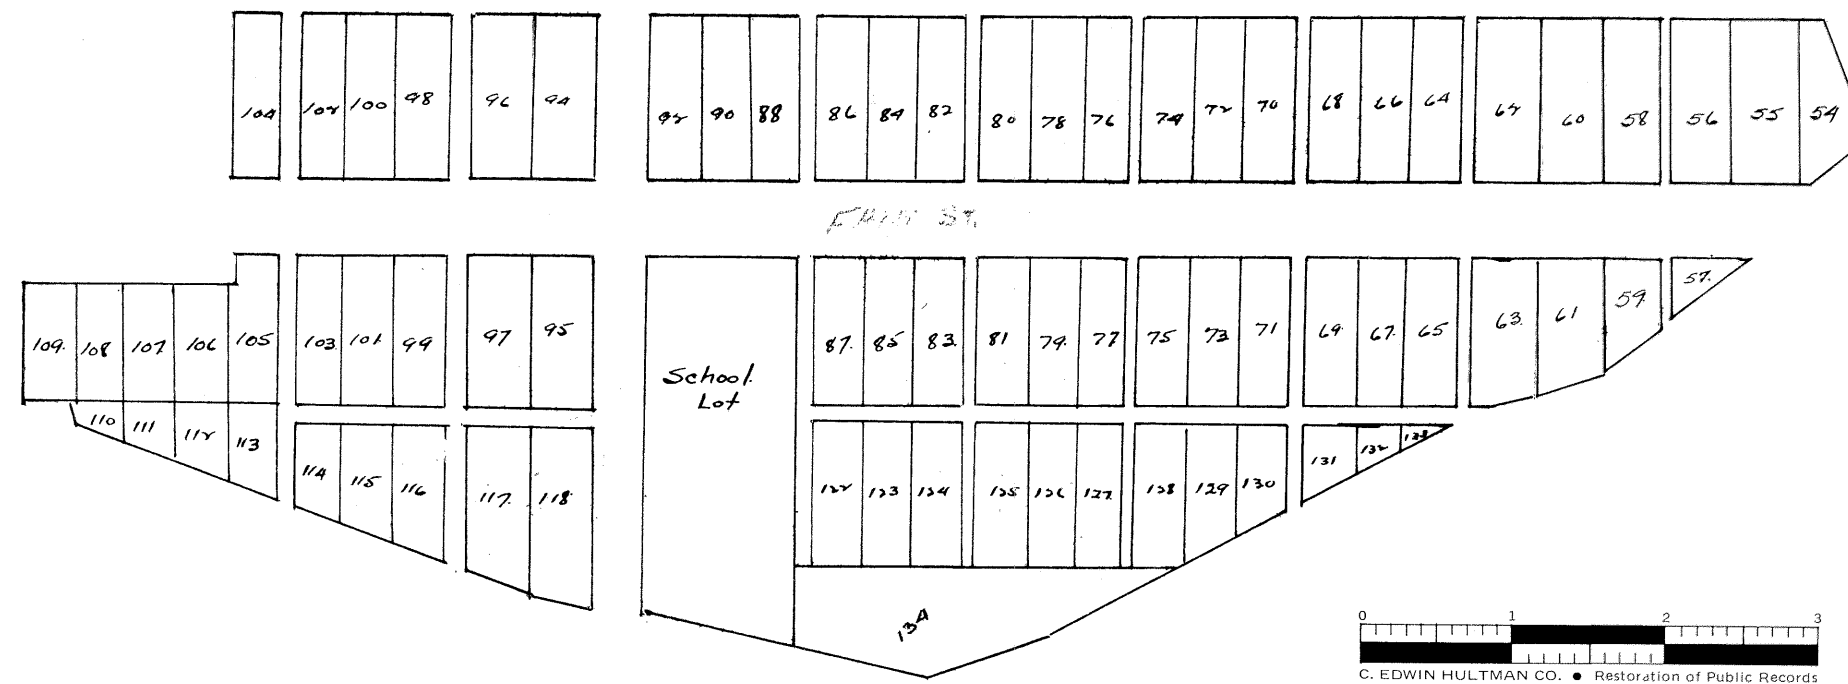 104 102 100 98 96 94 92 90 88 86 84 82 80 78 76 74 72 70 68 66 64 62 60 58 56 55 54
St.
109. 108 107 106 105 103 101 99 97 95 87. 85 83. 81 79. 77 75 73 71 69 67. 65 63. 61 59. 57.
School.
Lot
110 111 112 113 114 115 116 117. 118 122 123 124 125 126 127 128 129 130 131 132 133
134
0 1 2 3
C. EDWIN HULTMAN CO. ● Restoration of Public Records